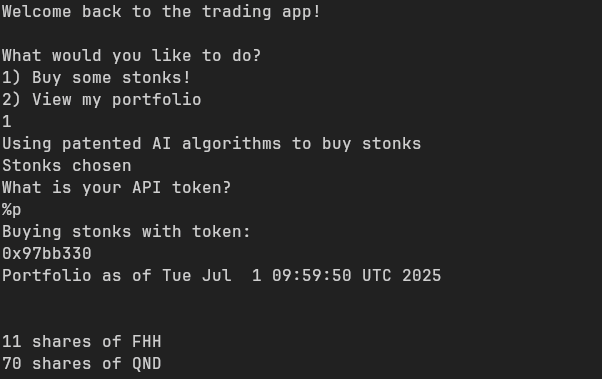 Welcome back to the trading app!
What would you like to do?
1) Buy some stonks!
2) View my portfolio
1
Using patented AI algorithms to buy stonks
Stonks chosen
What is your API token?
%p
Buying stonks with token:
0x97bb330
Portfolio as of Tue Jul  1 09:59:50 UTC 2025
11 shares of FHH
70 shares of QND